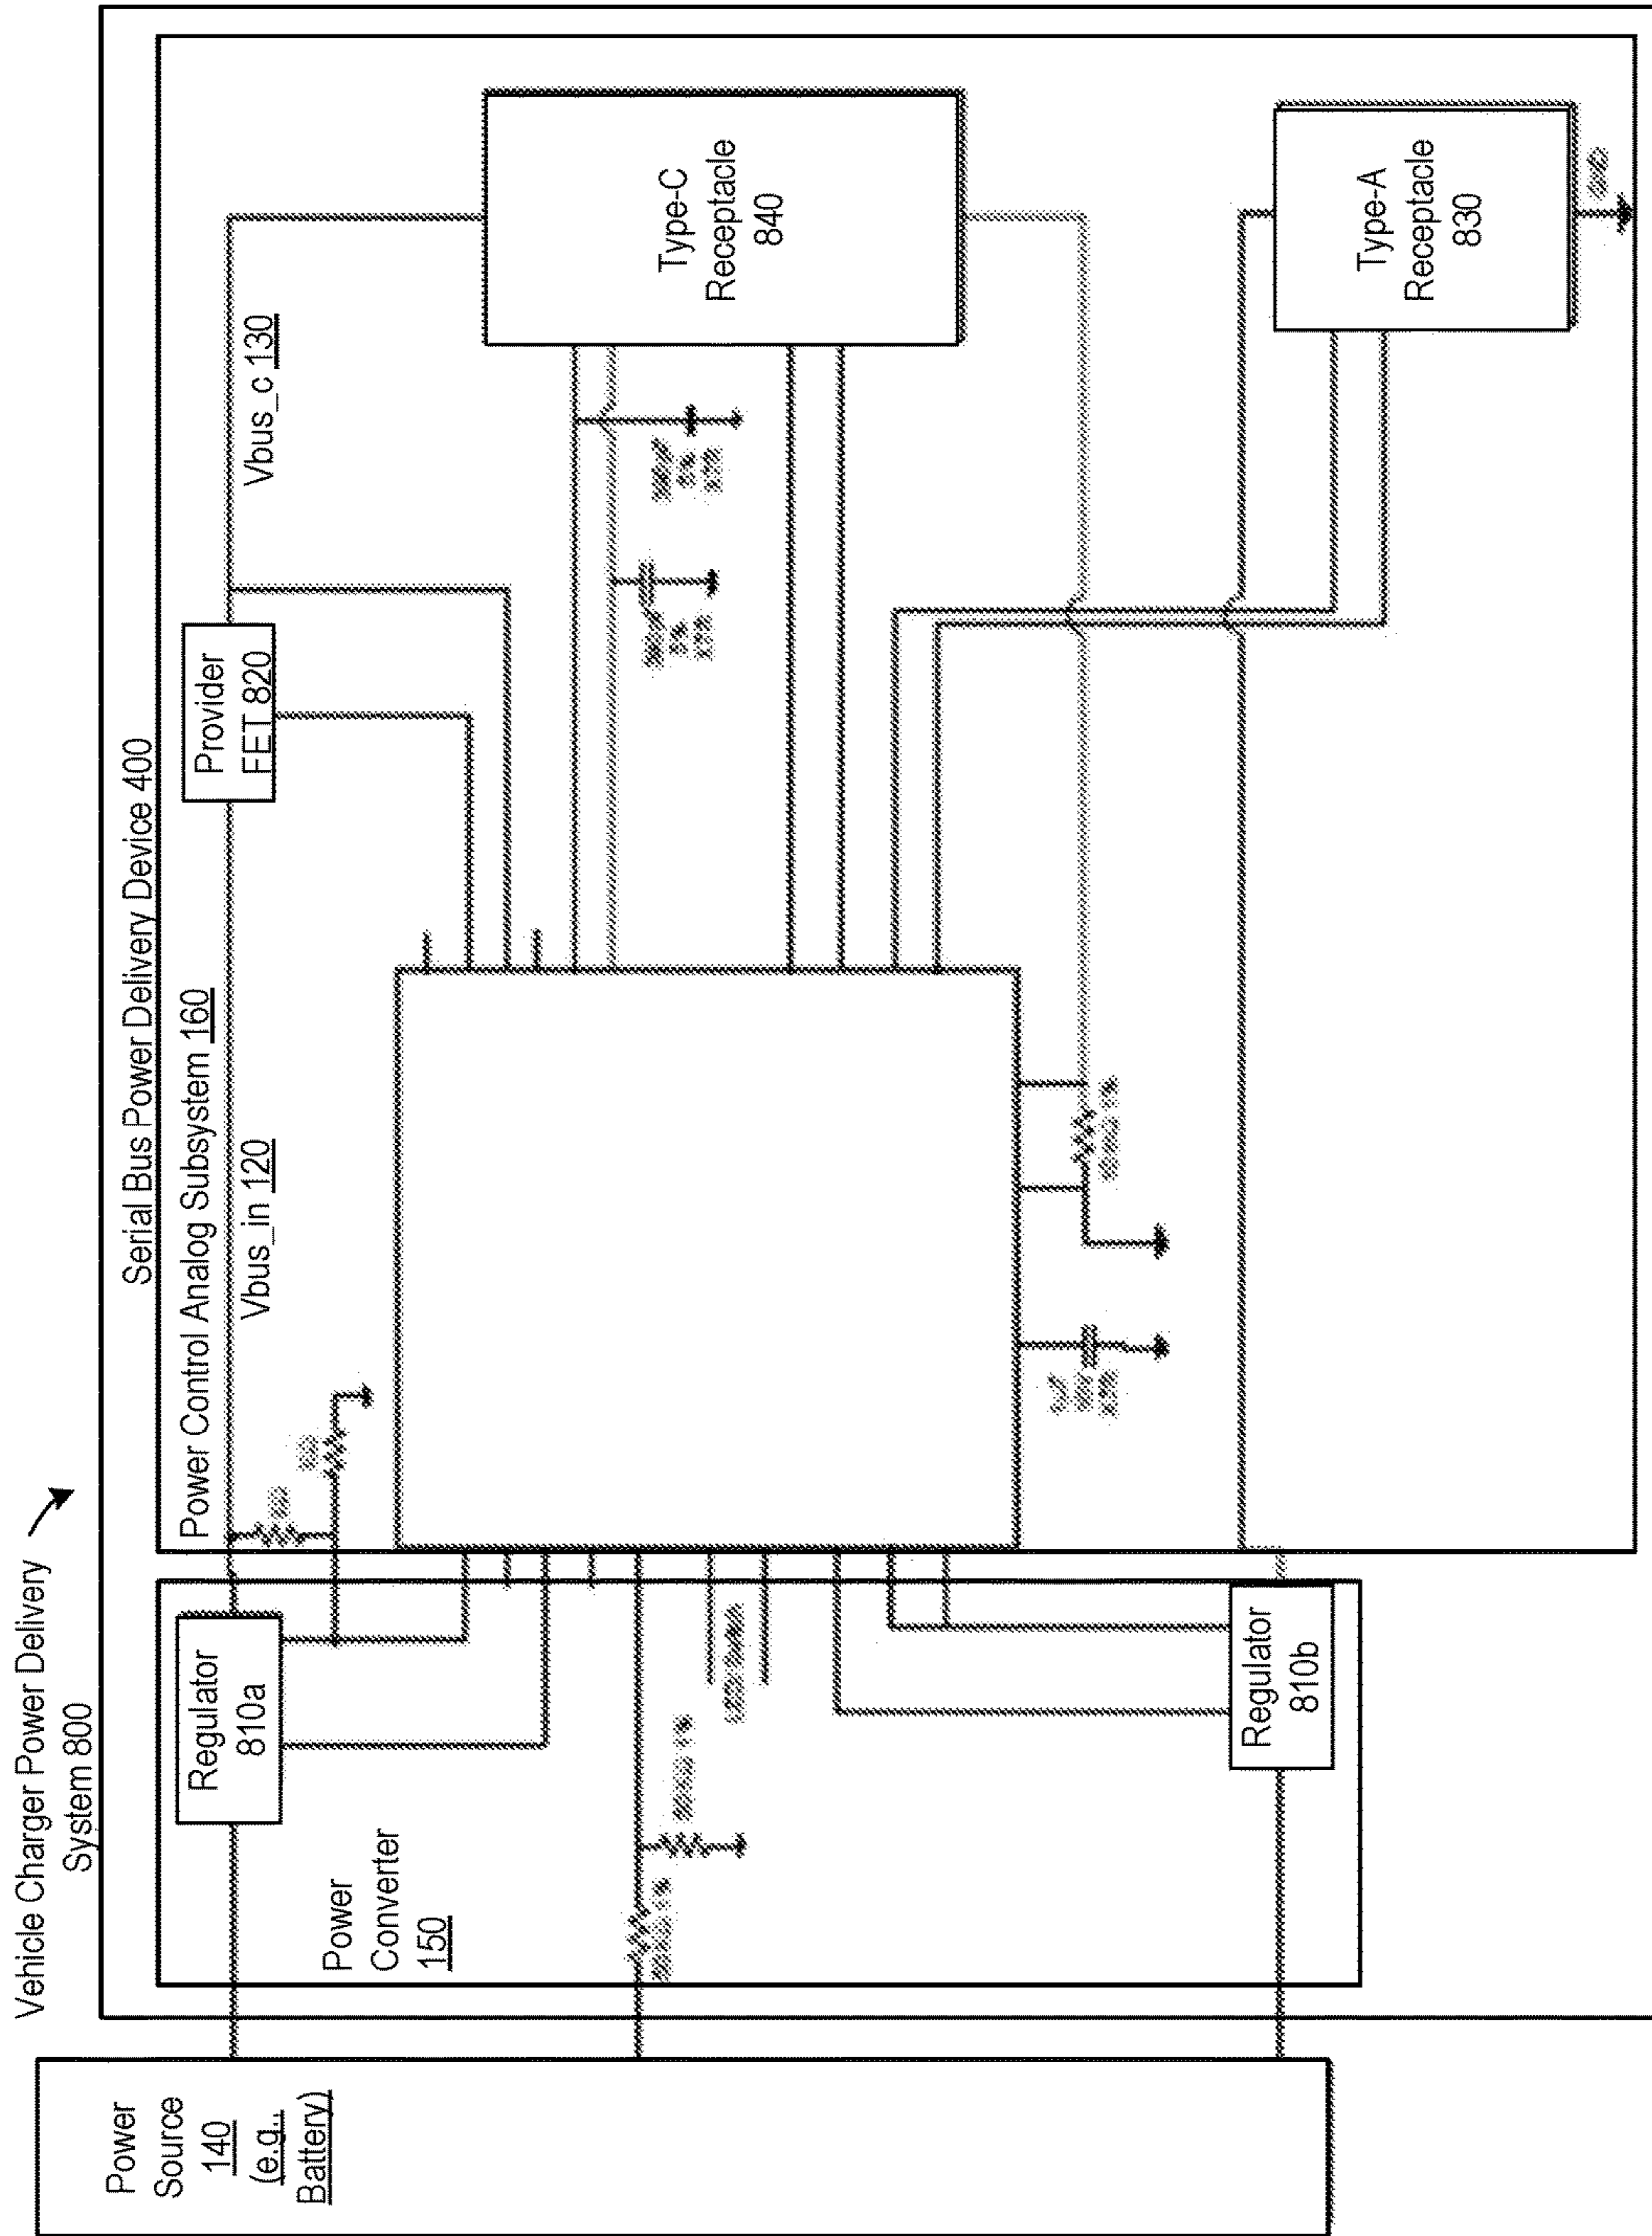 Vehicle Charger Power Delivery
System 800
Serial Bus Power Delivery Device 400
Power
Source
140
(e.g.,
Battery)
Power
Converter
150
Regulator
810a
Regulator
810b
Power Control Analog Subsystem 160
Vbus_in 120
Provider
FET 820
Vbus_c 130
Type-C
Receptacle
840
Type-A
Receptacle
830